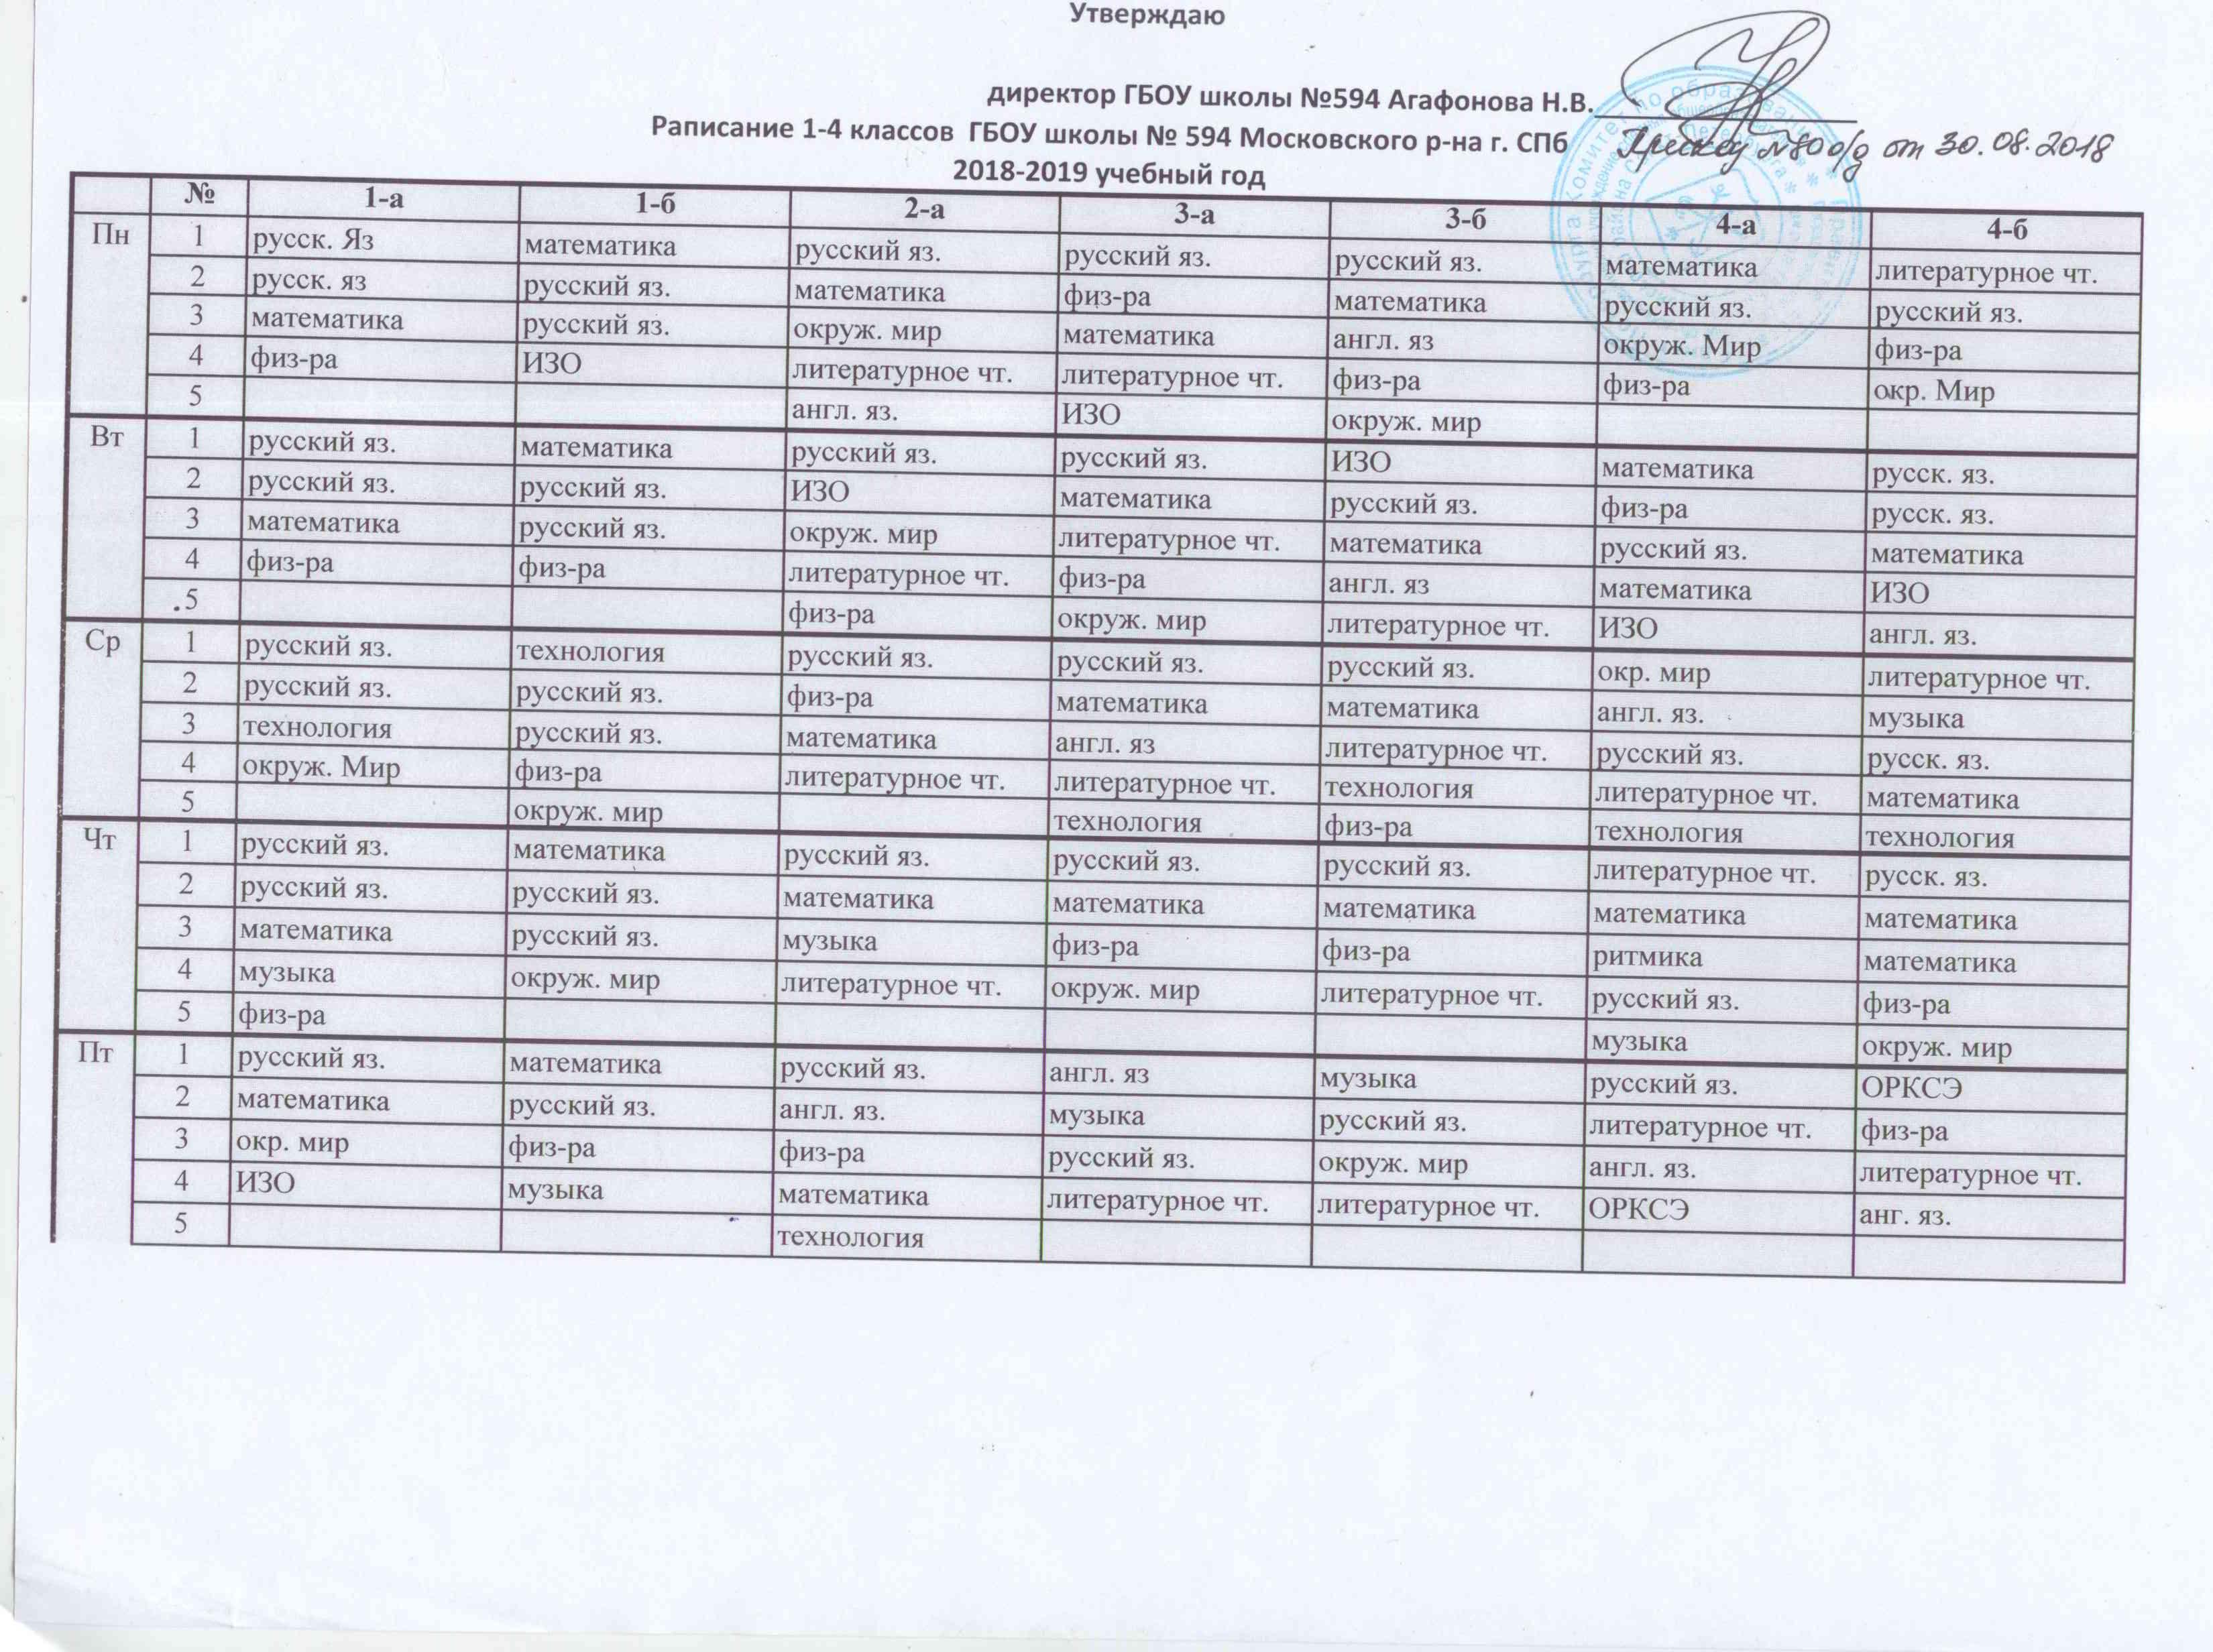 Утверждаю
директор ГБОУ школы №594 Агафонова Н.В.
Раписание 1-4 классов ГБОУ школы № 594 Московского р-на г. СПб
Приказ №80 о/д от 30.08.2018
2018-2019 учебный год
№ 1-а 1-б 2-а 3-а 3-б 4-а 4-б
Пн 1 русск. Яз математика русский яз. русский яз. русский яз. математика литературное чт.
2 русск. яз русский яз. математика физ-ра математика русский яз. русский яз.
3 математика русский яз. окруж. мир математика англ. яз окруж. Мир физ-ра
4 физ-ра ИЗО литературное чт. литературное чт. физ-ра физ-ра окр. Мир
5 англ. яз. ИЗО окруж. мир
Вт 1 русский яз. математика русский яз. русский яз. ИЗО математика русск. яз.
2 русский яз. русский яз. ИЗО математика русский яз. физ-ра русск. яз.
3 математика русский яз. окруж. мир литературное чт. математика русский яз. математика
4 физ-ра физ-ра литературное чт. физ-ра англ. яз математика ИЗО
.5 физ-ра окруж. мир литературное чт. ИЗО англ. яз.
Ср 1 русский яз. технология русский яз. русский яз. русский яз. окр. мир литературное чт.
2 русский яз. русский яз. физ-ра математика математика англ. яз. музыка
3 технология русский яз. математика англ. яз литературное чт. русский яз. русск. яз.
4 окруж. Мир физ-ра литературное чт. литературное чт. технология литературное чт. математика
5 окруж. мир технология физ-ра технология технология
Чт 1 русский яз. математика русский яз. русский яз. русский яз. литературное чт. русск. яз.
2 русский яз. русский яз. математика математика математика математика математика
3 математика русский яз. музыка физ-ра физ-ра ритмика математика
4 музыка окруж. мир литературное чт. окруж. мир литературное чт. русский яз. физ-ра
5 физ-ра музыка окруж. мир
Пт 1 русский яз. математика русский яз. англ. яз музыка русский яз. ОРКСЭ
2 математика русский яз. англ. яз. музыка русский яз. литературное чт. физ-ра
3 окр. мир физ-ра физ-ра русский яз. окруж. мир англ. яз. литературное чт.
4 ИЗО музыка математика литературное чт. литературное чт. ОРКСЭ анг. яз.
5 технология